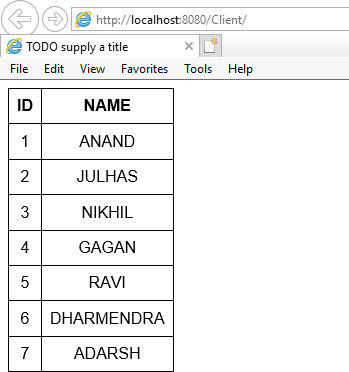 http://localhost:8080/Client/
TODO supply a title
File Edit View Favorites Tools Help
ID NAME
1 ANAND
2 JULHAS
3 NIKHIL
4 GAGAN
5 RAVI
6 DHARMENDRA
7 ADARSH